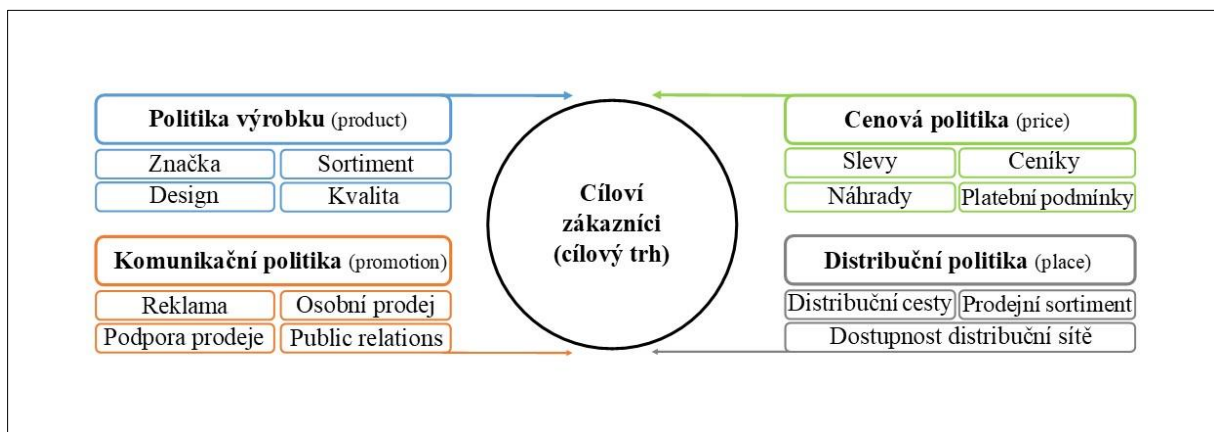 Politika výrobku (product)
Značka
Sortiment
Design
Kvalita
Komunikační politika (promotion)
Reklama
Osobní prodej
Podpora prodeje
Public relations
Cíloví
zákazníci
(cílový trh)
Cenová politika (price)
Slevy
Ceníky
Náhrady
Platební podmínky
Distribuční politika (place)
Distribuční cesty
Prodejní sortiment
Dostupnost distribuční sítě